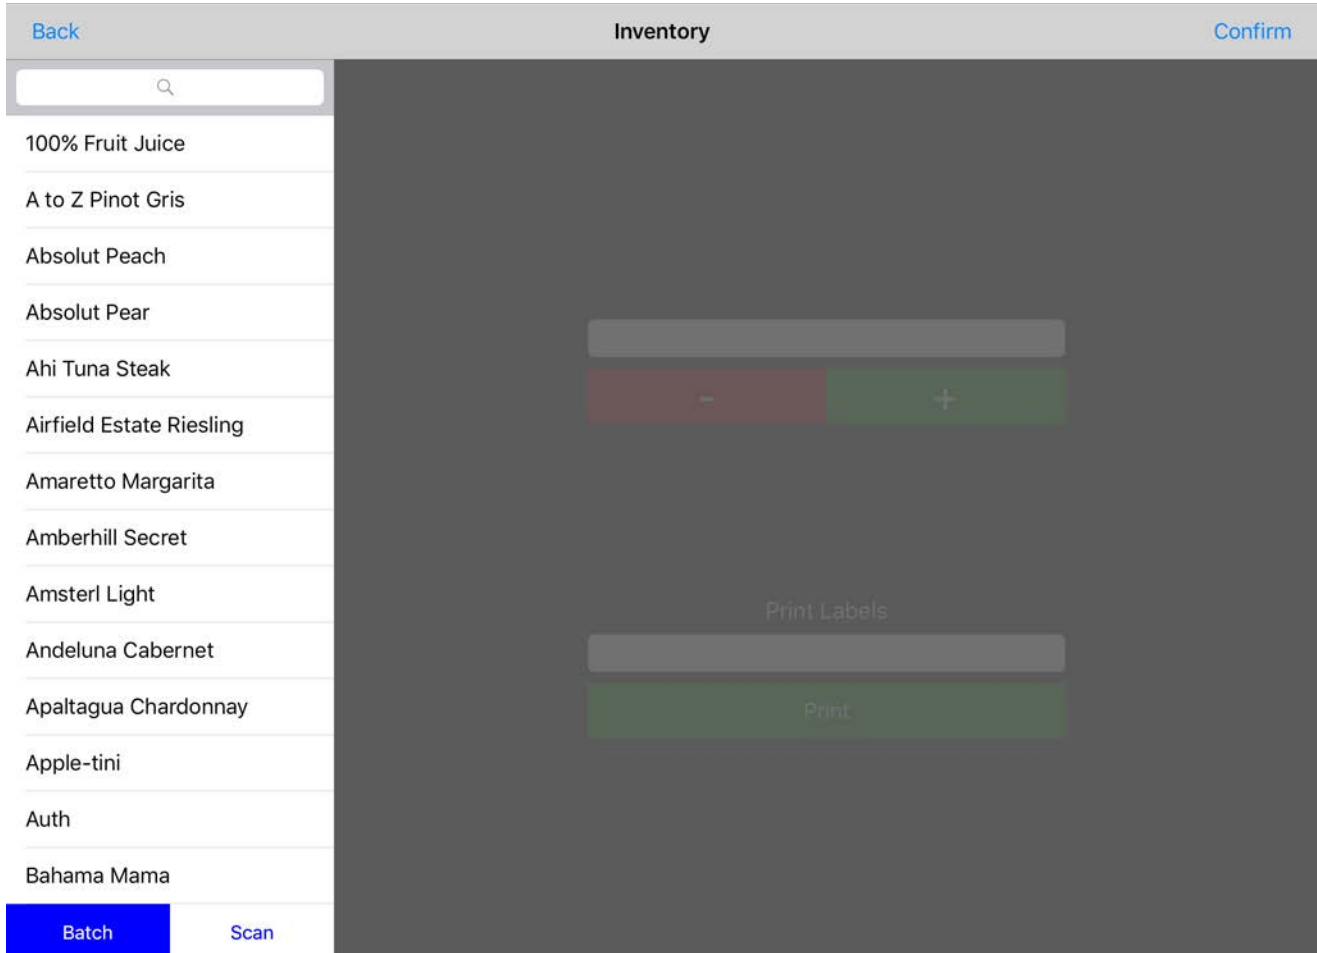 Back Inventory Confirm
100% Fruit Juice
A to Z Pinot Gris
Absolut Peach
Absolut Pear
Ahi Tuna Steak
Airfield Estate Riesling
Amaretto Margarita
Amberhill Secret
Amsterl Light
Andeluna Cabernet
Apaltagua Chardonnay
Apple-tini
Auth
Bahama Mama
Batch Scan
- +
Print Labels
Print